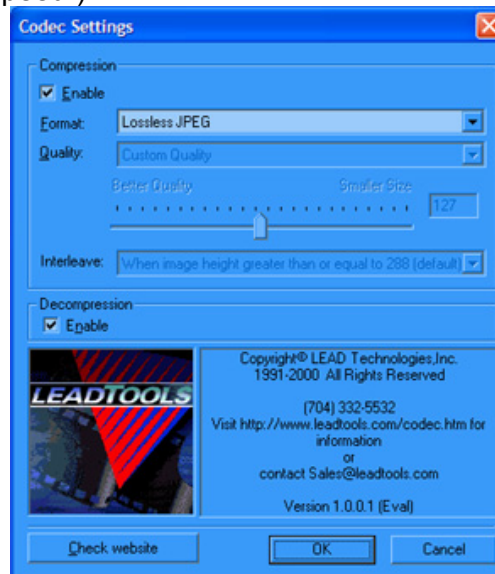 Codec Settings
Compression
Enable
Format: Lossless JPEG
Quality: Custom Quality
Better Quality Smaller Size
127
Interleave: When image height greater than or equal to 288 (default)
Decompression
Enable
LEADTOOLS
Copyright© LEAD Technologies,Inc.
1991-2000 All Rights Reserved
(704) 332-5532
Visit http://www.leadtools.com/codec.htm for
information
or
contact Sales@leadtools.com
Version 1.0.0.1 (Eval)
Check website OK Cancel